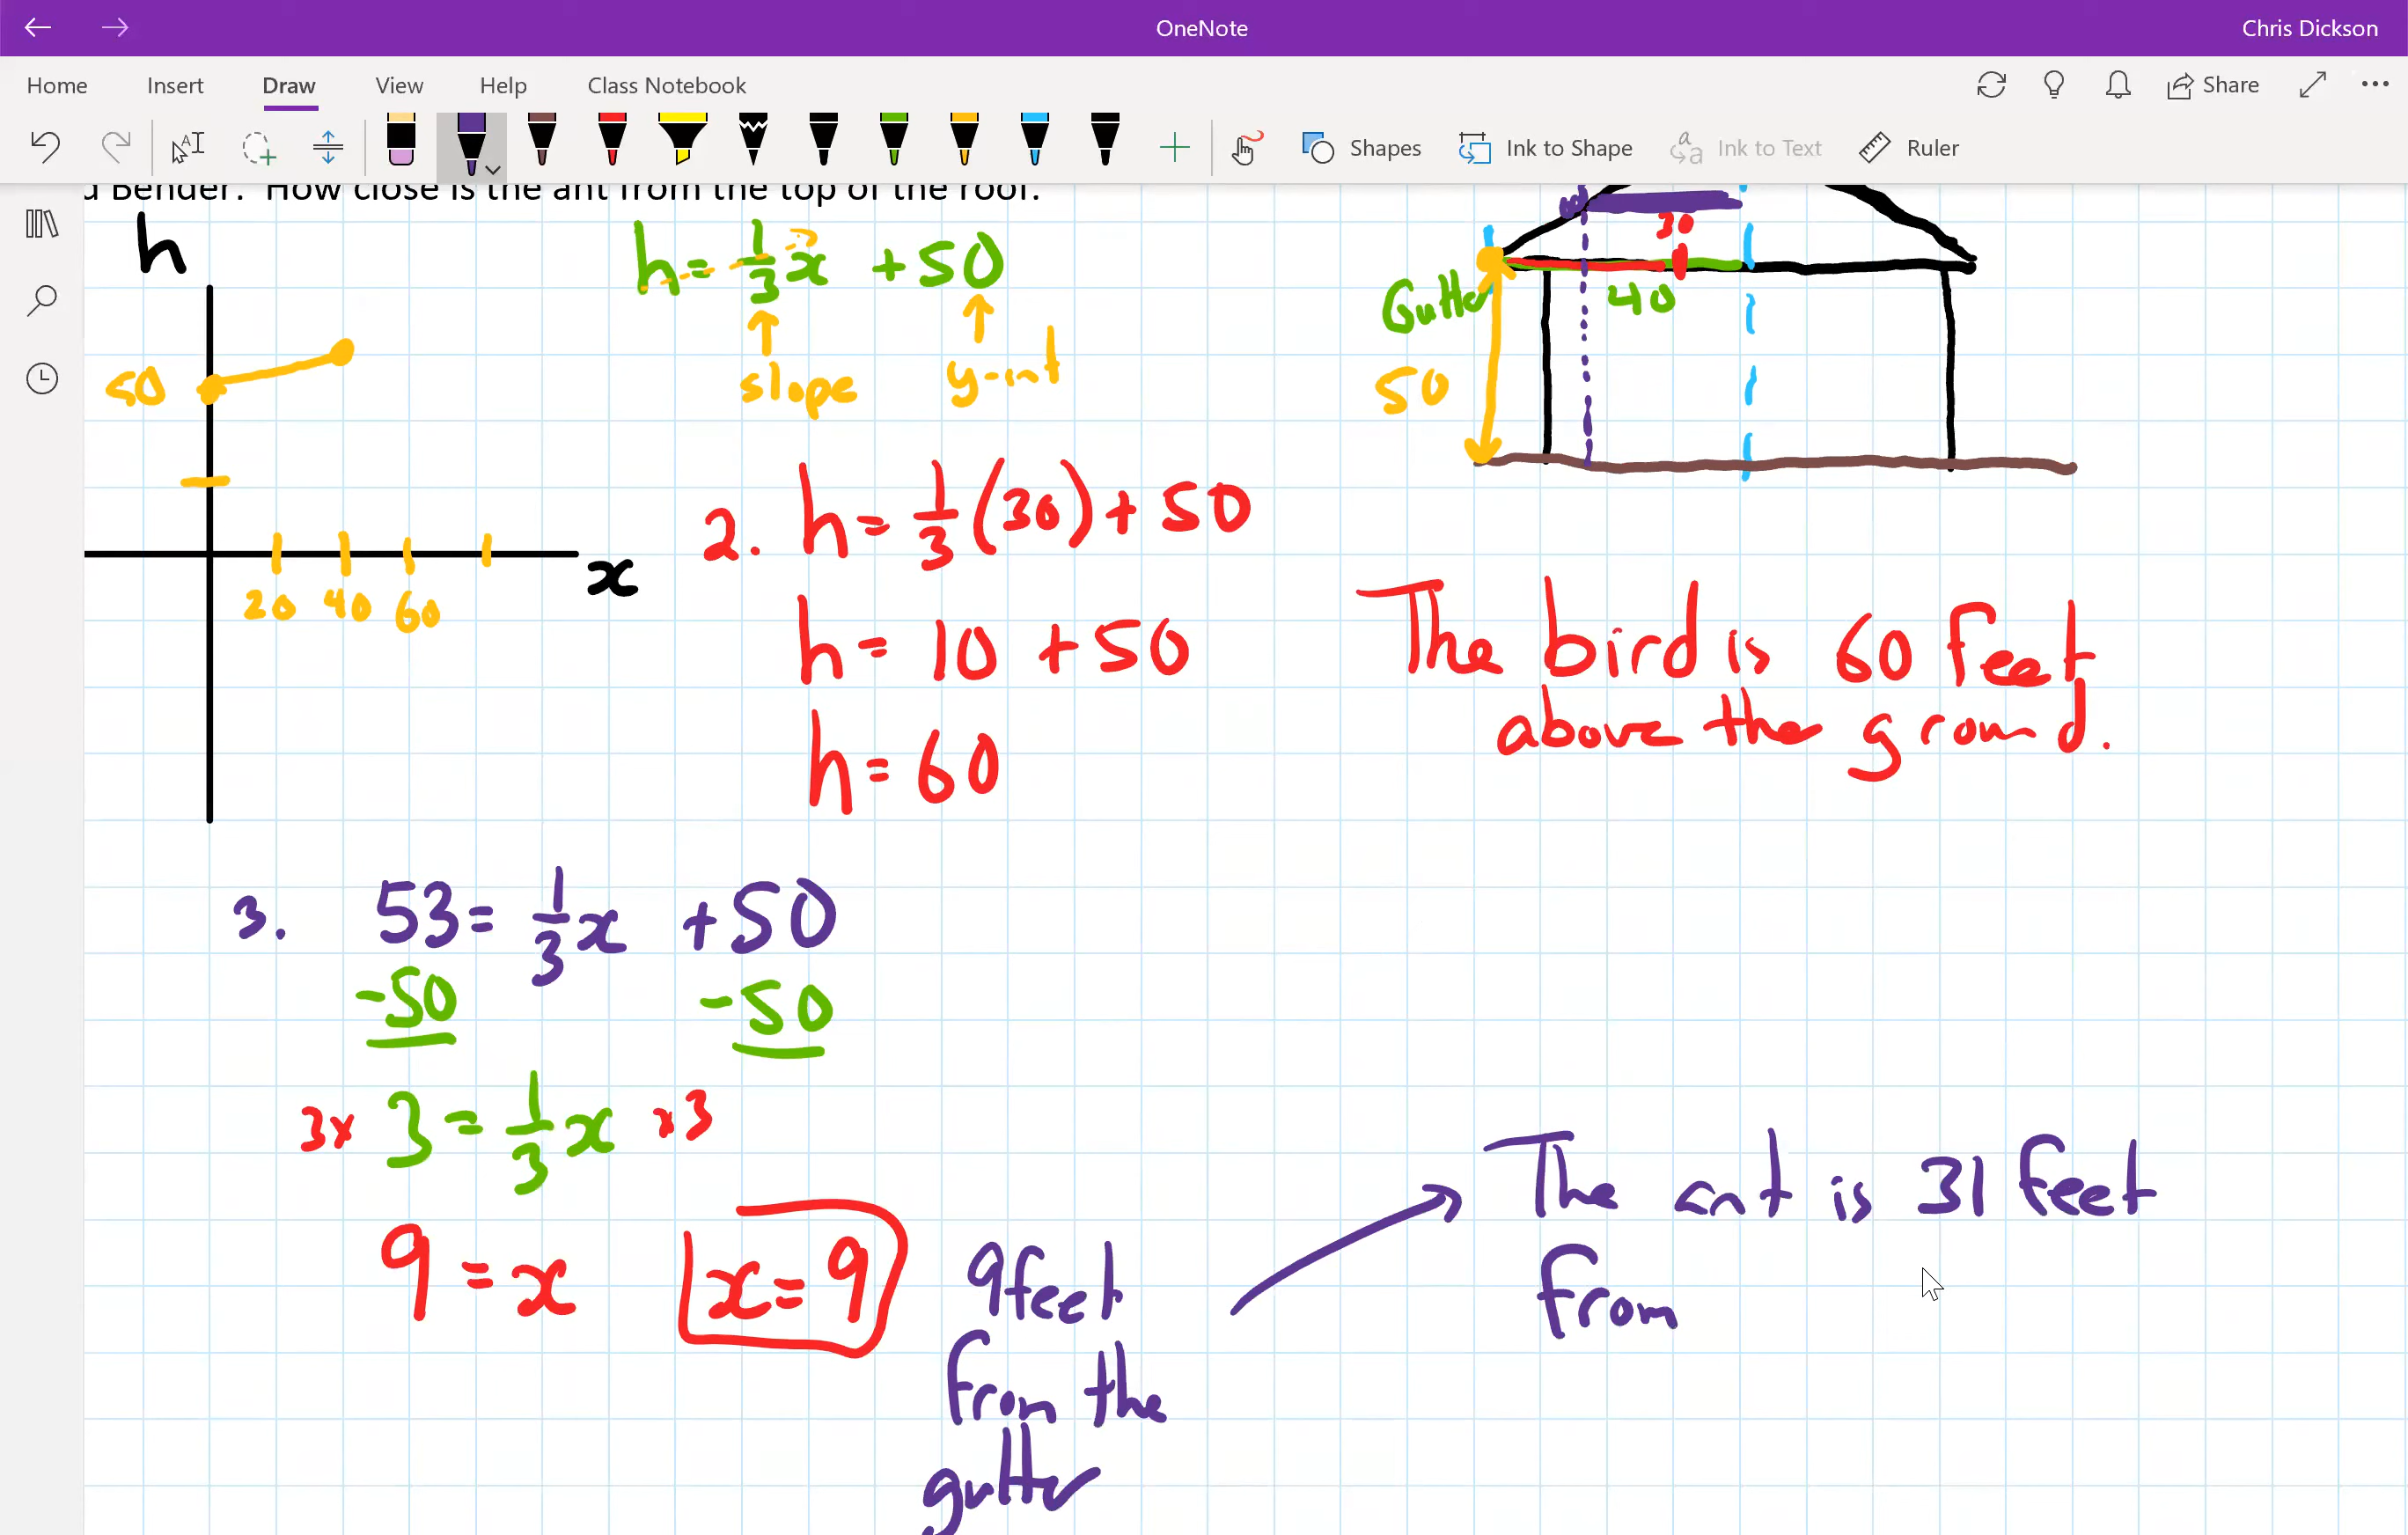 OneNote
Chris Dickson
Home Insert Draw View Help Class Notebook Share
Shapes Ink to Shape Ink to Text Ruler
d Bender. How close is the ant from the top of the roof.
h
50
20 40 60
x
h = 1/3 x + 50
slope
y-int
30
Gutter
40
50
2. h = 1/3 (30) + 50
h = 10 + 50
h = 60
The bird is 60 feet
above the ground.
3. 53 = 1/3 x + 50
-50 -50
3x 3 = 1/3 x x3
9 = x
x = 9
9 feet
from the
gutter
The ant is 31 feet
from